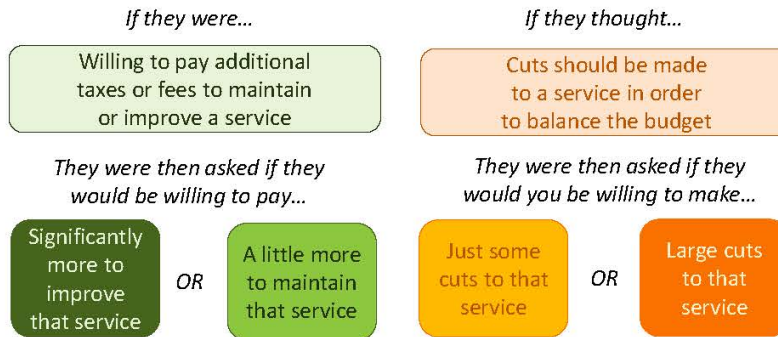 If they were…
Willing to pay additional
taxes or fees to maintain
or improve a service
They were then asked if they
would be willing to pay…
Significantly
more to
improve
that service
OR
A little more
to maintain
that service
If they thought…
Cuts should be made
to a service in order
to balance the budget
They were then asked if they
would you be willing to make…
Just some
cuts to that
service
OR
Large cuts
to that
service